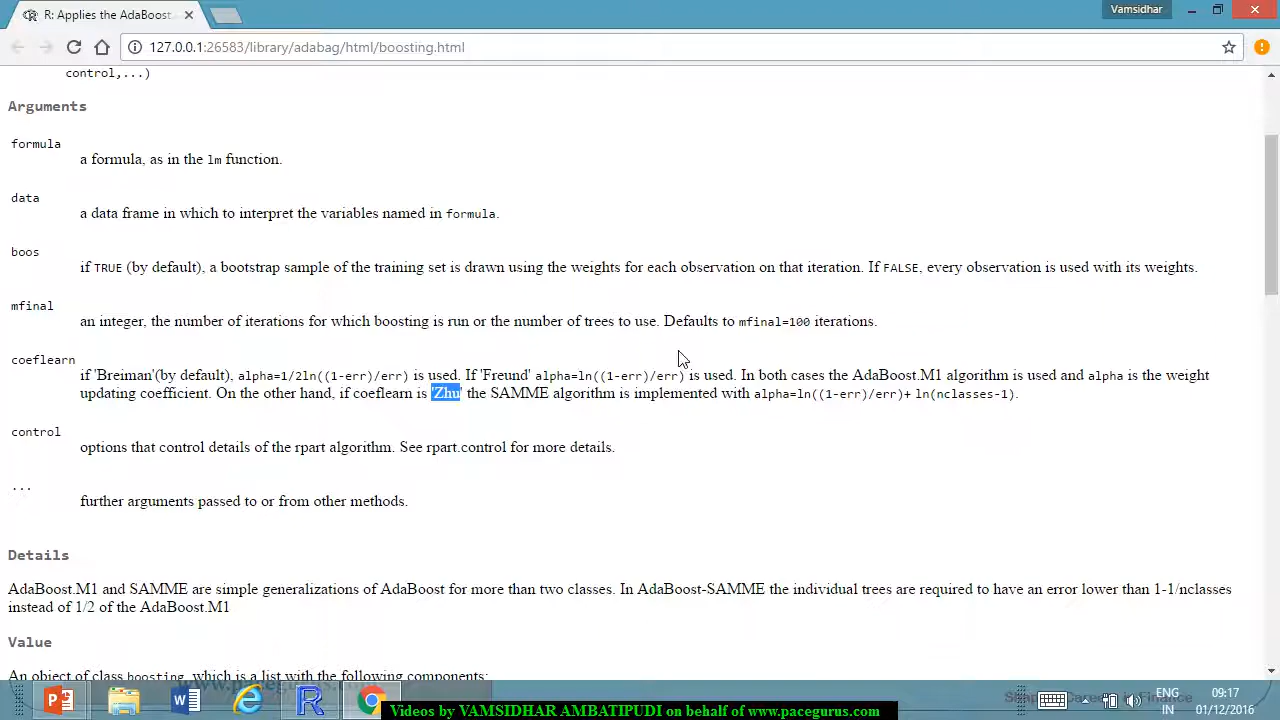 R: Applies the AdaBoost
Vamsidhar
127.0.0.1:26583/library/adabag/html/boosting.html
control,...)
Arguments
formula
a formula, as in the lm function.
data
a data frame in which to interpret the variables named in formula.
boos
if TRUE (by default), a bootstrap sample of the training set is drawn using the weights for each observation on that iteration. If FALSE, every observation is used with its weights.
mfinal
an integer, the number of iterations for which boosting is run or the number of trees to use. Defaults to mfinal=100 iterations.
coeflearn
if 'Breiman'(by default), alpha=1/2ln((1-err)/err) is used. If 'Freund' alpha=ln((1-err)/err) is used. In both cases the AdaBoost.M1 algorithm is used and alpha is the weight
updating coefficient. On the other hand, if coeflearn is 'Zhu' the SAMME algorithm is implemented with alpha=ln((1-err)/err)+ ln(nclasses-1).
control
options that control details of the rpart algorithm. See rpart.control for more details.
...
further arguments passed to or from other methods.
Details
AdaBoost.M1 and SAMME are simple generalizations of AdaBoost for more than two classes. In AdaBoost-SAMME the individual trees are required to have an error lower than 1-1/nclasses
instead of 1/2 of the AdaBoost.M1
Value
An object of class boosting, which is a list with the following components:
www.pacegurus.com
in Finance
ENG
IN
09:17
01/12/2016
Videos by VAMSIDHAR AMBATIPUDI on behalf of www.pacegurus.com